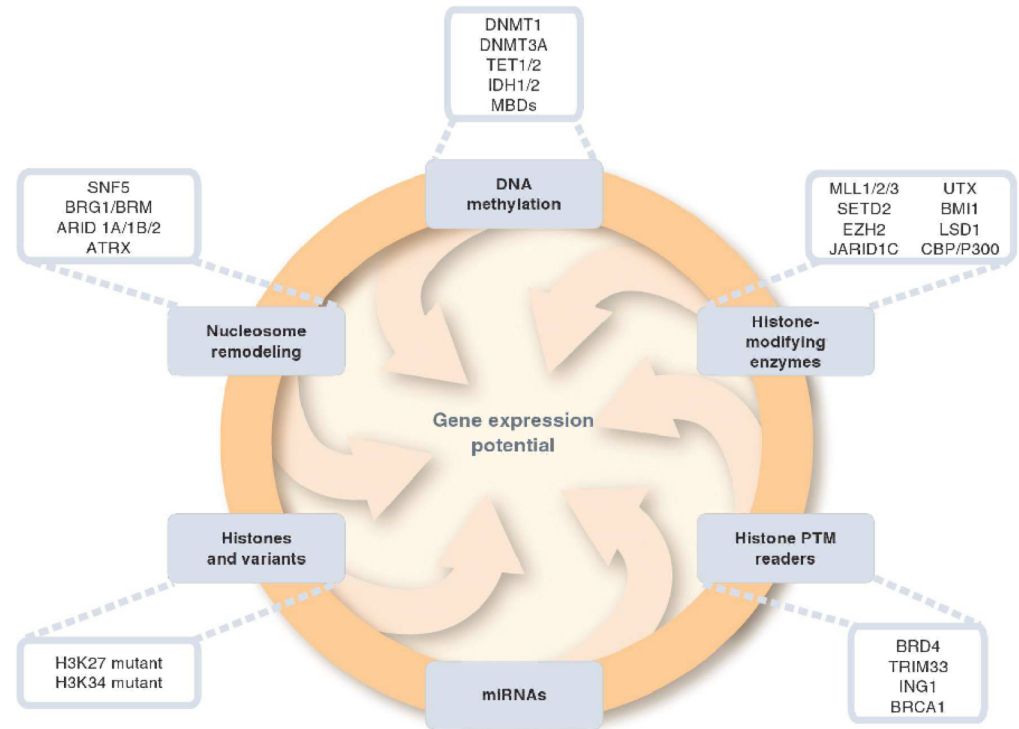 DNMT1
DNMT3A
TET1/2
IDH1/2
MBDs
DNA
methylation
SNF5
BRG1/BRM
ARID 1A/1B/2
ATRX
MLL1/2/3 UTX
SETD2 BMI1
EZH2 LSD1
JARID1C CBP/P300
Nucleosome
remodeling
Histone-
modifying
enzymes
Gene expression
potential
Histones
and variants
Histone PTM
readers
H3K27 mutant
H3K34 mutant
miRNAs
BRD4
TRIM33
ING1
BRCA1